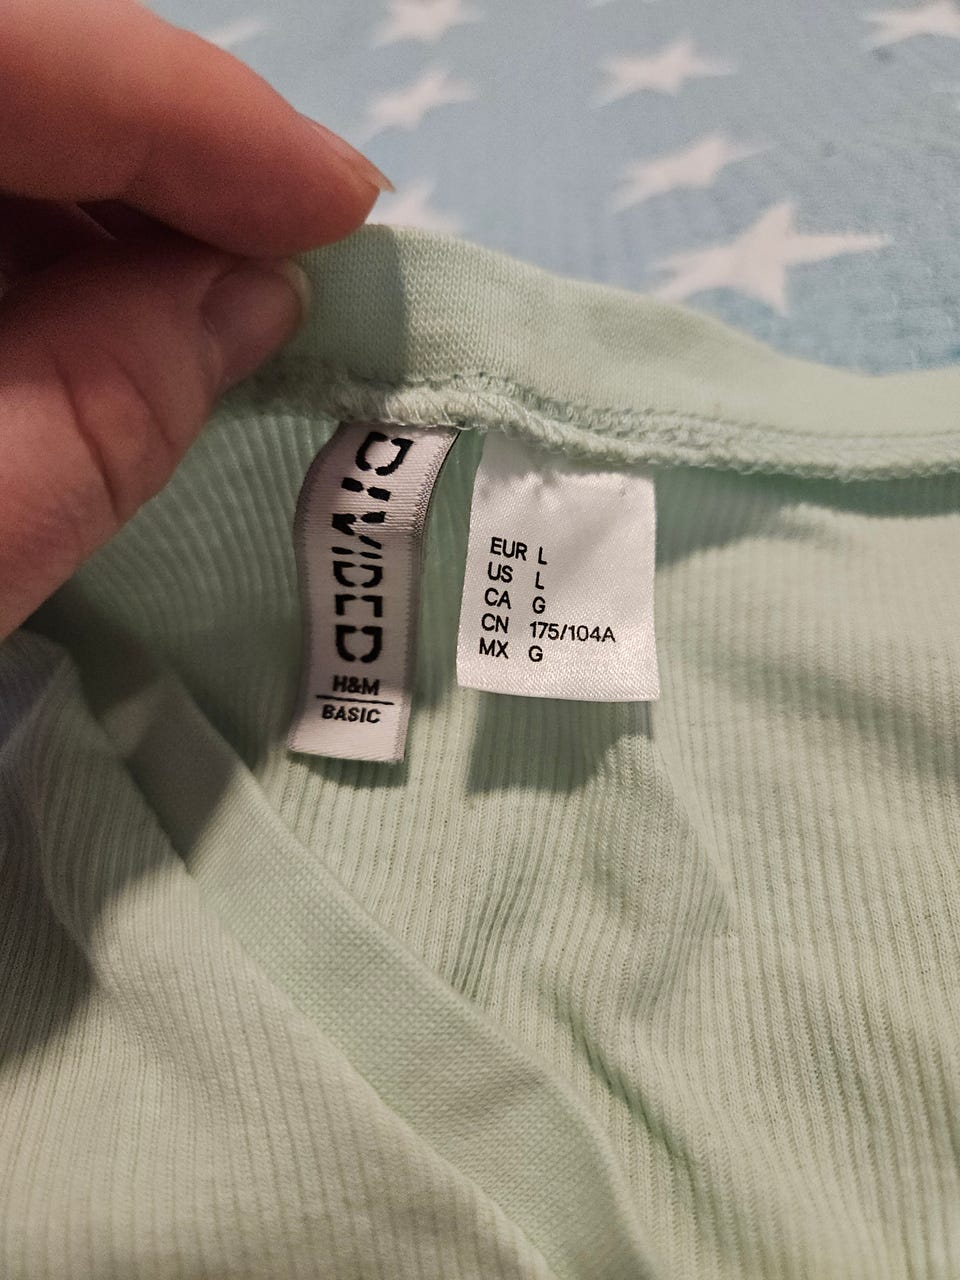 DIVIDED
H&M
BASIC
EUR L
US L
CA G
CN 175/104A
MX G